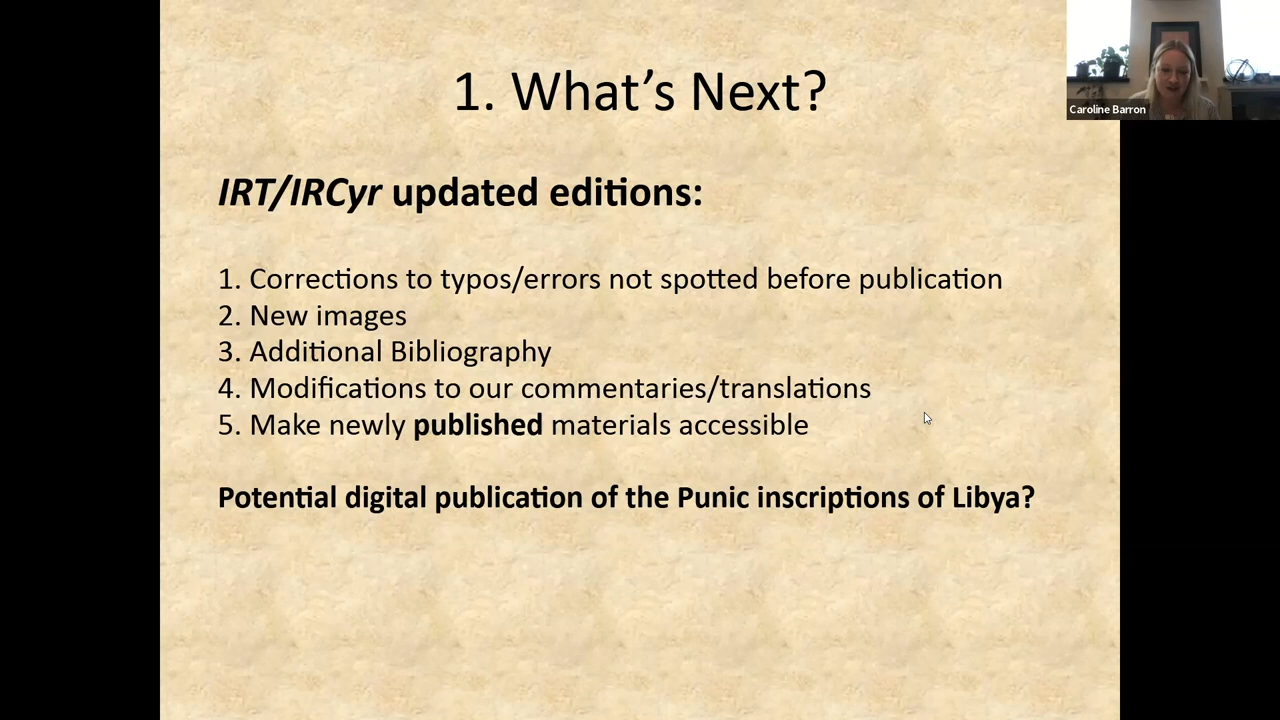 1. What's Next?
Caroline Barron
IRT/IRCyr updated editions:
1. Corrections to typos/errors not spotted before publication
2. New images
3. Additional Bibliography
4. Modifications to our commentaries/translations
5. Make newly published materials accessible
Potential digital publication of the Punic inscriptions of Libya?